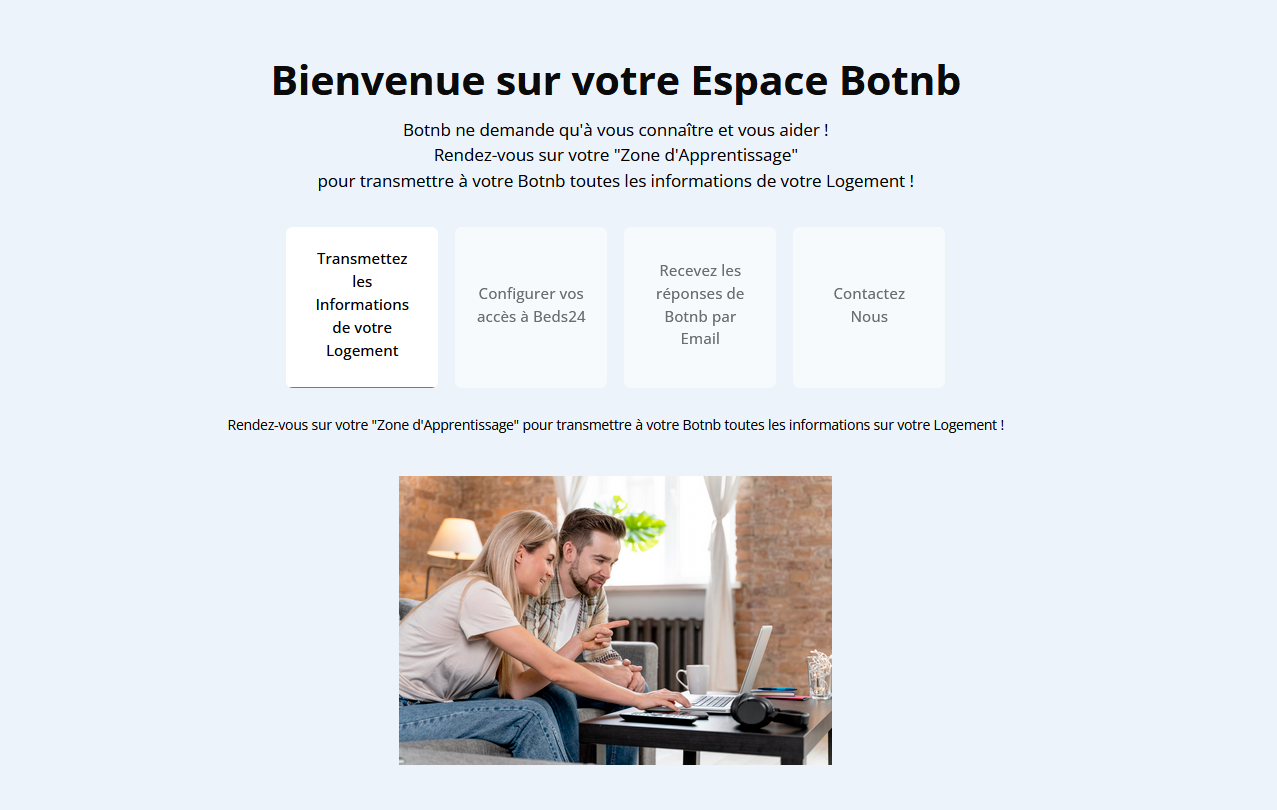 Bienvenue sur votre Espace Botnb
Botnb ne demande qu'à vous connaître et vous aider !
Rendez-vous sur votre "Zone d'Apprentissage"
pour transmettre à votre Botnb toutes les informations de votre Logement !
Transmettez
les
Informations
de votre
Logement
Configurer vos
accès à Beds24
Recevez les
réponses de
Botnb par
Email
Contactez
Nous
Rendez-vous sur votre "Zone d'Apprentissage" pour transmettre à votre Botnb toutes les informations sur votre Logement !